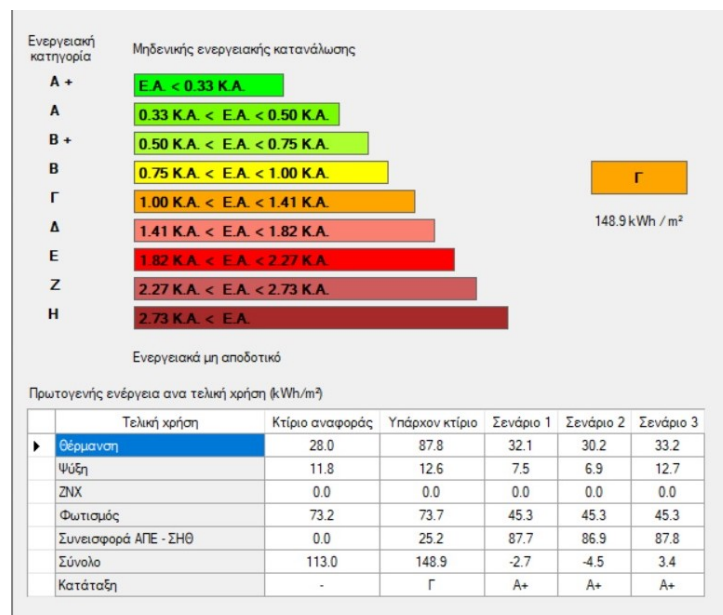 Ενεργειακή
κατηγορία
Μηδενικής ενεργειακής κατανάλωσης
A + E.A. < 0.33 K.A.
A 0.33 K.A. < E.A. < 0.50 K.A.
B + 0.50 K.A. < E.A. < 0.75 K.A.
B 0.75 K.A. < E.A. < 1.00 K.A.
Γ 1.00 K.A. < E.A. < 1.41 K.A.
Δ 1.41 K.A. < E.A. < 1.82 K.A.
E 1.82 K.A. < E.A. < 2.27 K.A.
Z 2.27 K.A. < E.A. < 2.73 K.A.
H 2.73 K.A. < E.A.
Γ
148.9 kWh / m²
Ενεργειακά μη αποδοτικό
Πρωτογενής ενέργεια ανα τελική χρήση (kWh/m²)
Τελική χρήση Κτίριο αναφοράς Υπάρχον κτίριο Σενάριο 1 Σενάριο 2 Σενάριο 3
Θέρμανση 28.0 87.8 32.1 30.2 33.2
Ψύξη 11.8 12.6 7.5 6.9 12.7
ΖΝΧ 0.0 0.0 0.0 0.0 0.0
Φωτισμός 73.2 73.7 45.3 45.3 45.3
Συνεισφορά ΑΠΕ - ΣΗΘ 0.0 25.2 87.7 86.9 87.8
Σύνολο 113.0 148.9 -2.7 -4.5 3.4
Κατάταξη - Γ A+ A+ A+